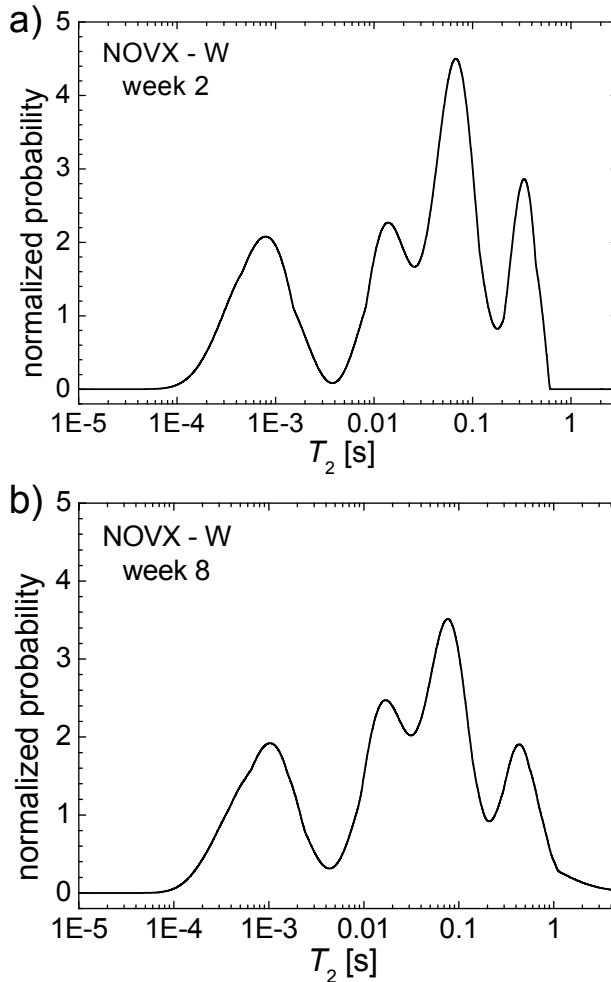 a)
NOVX - W
week 2
normalized probability
5
4
3
2
1
0
1E-5 1E-4 1E-3 0.01 0.1 1
T2 [s]
b)
NOVX - W
week 8
normalized probability
5
4
3
2
1
0
1E-5 1E-4 1E-3 0.01 0.1 1
T2 [s]